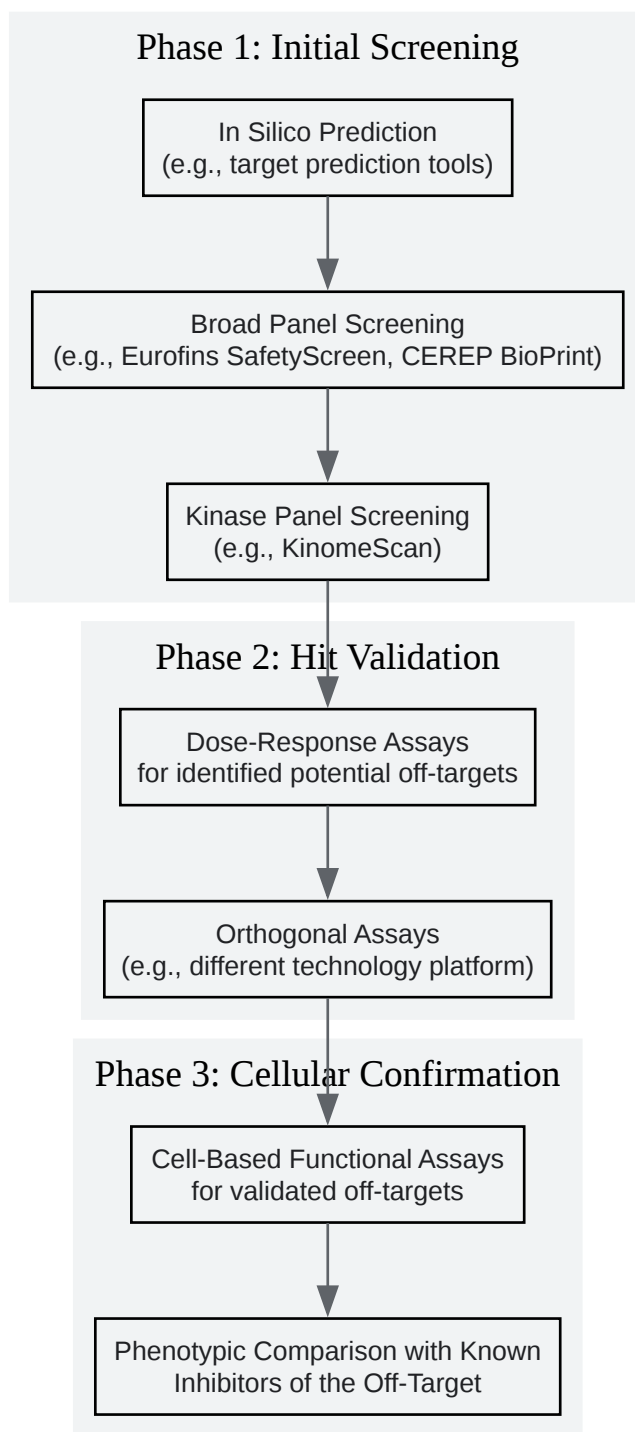 Phase 1: Initial Screening
In Silico Prediction
(e.g., target prediction tools)
Broad Panel Screening
(e.g., Eurofins SafetyScreen, CEREP BioPrint)
Kinase Panel Screening
(e.g., KinomeScan)
Phase 2: Hit Validation
Dose-Response Assays
for identified potential off-targets
Orthogonal Assays
(e.g., different technology platform)
Phase 3: Cellular Confirmation
Cell-Based Functional Assays
for validated off-targets
Phenotypic Comparison with Known
Inhibitors of the Off-Target